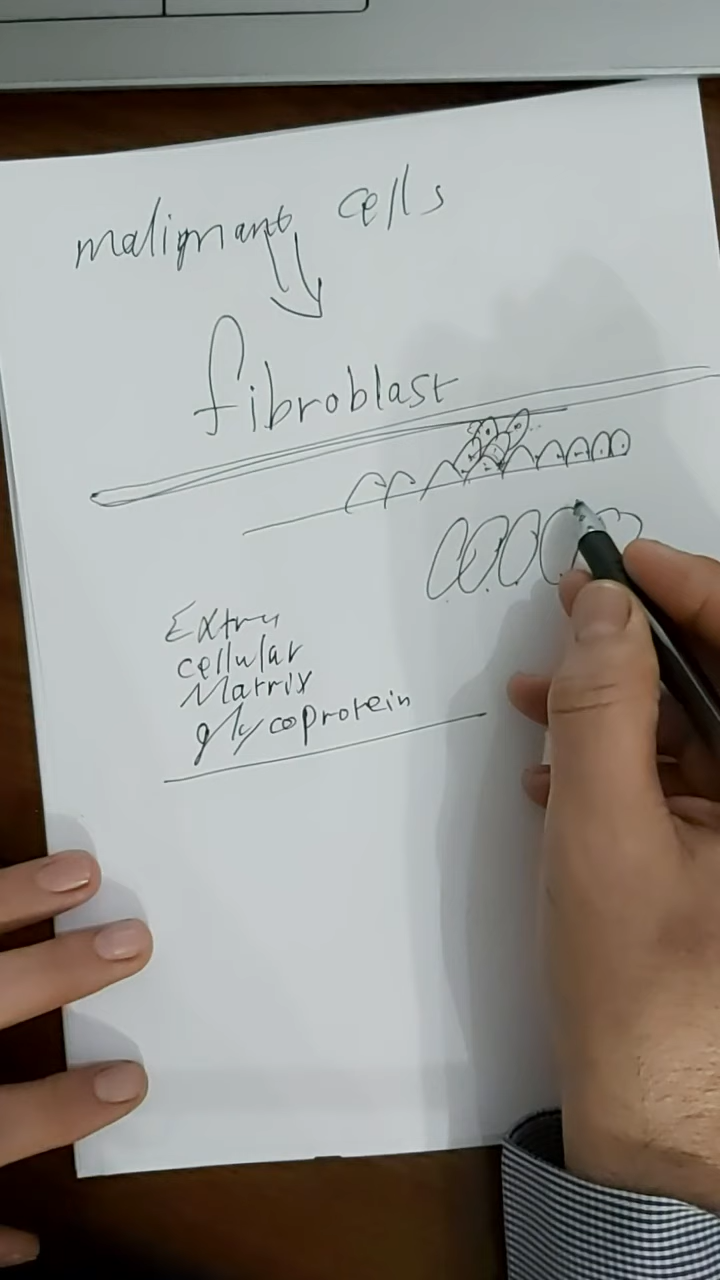 malignant cells
fibroblast
Extra
cellular
Matrix
glycoprotein